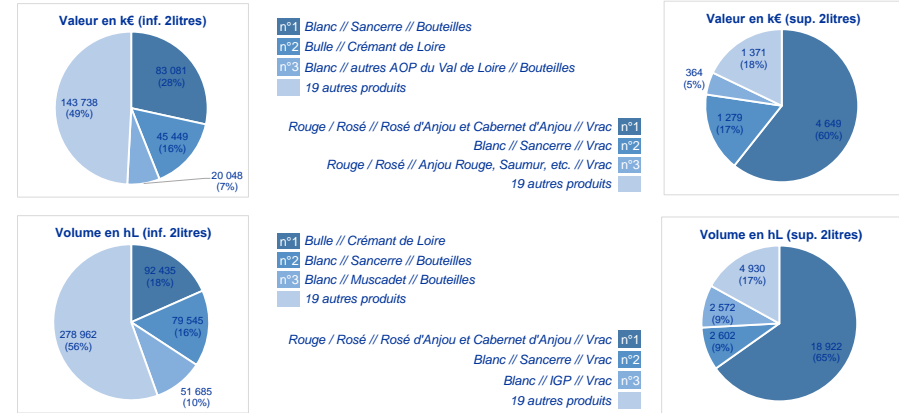 Valeur en k€ (inf. 2litres)
83 081
(28%)
45 449
(16%)
20 048
(7%)
143 738
(49%)
n°1 Blanc // Sancerre // Bouteilles
n°2 Bulle // Crémant de Loire
n°3 Blanc // autres AOP du Val de Loire // Bouteilles
19 autres produits
Rouge / Rosé // Rosé d'Anjou et Cabernet d'Anjou // Vrac n°1
Blanc // Sancerre // Vrac n°2
Rouge / Rosé // Anjou Rouge, Saumur, etc. // Vrac n°3
19 autres produits
Valeur en k€ (sup. 2litres)
1 371
(18%)
364
(5%)
1 279
(17%)
4 649
(60%)
Volume en hL (inf. 2litres)
92 435
(18%)
79 545
(16%)
51 685
(10%)
278 962
(56%)
n°1 Bulle // Crémant de Loire
n°2 Blanc // Sancerre // Bouteilles
n°3 Blanc // Muscadet // Bouteilles
19 autres produits
Rouge / Rosé // Rosé d'Anjou et Cabernet d'Anjou // Vrac n°1
Blanc // Sancerre // Vrac n°2
Blanc // IGP // Vrac n°3
19 autres produits
Volume en hL (sup. 2litres)
4 930
(17%)
2 572
(9%)
2 602
(9%)
18 922
(65%)